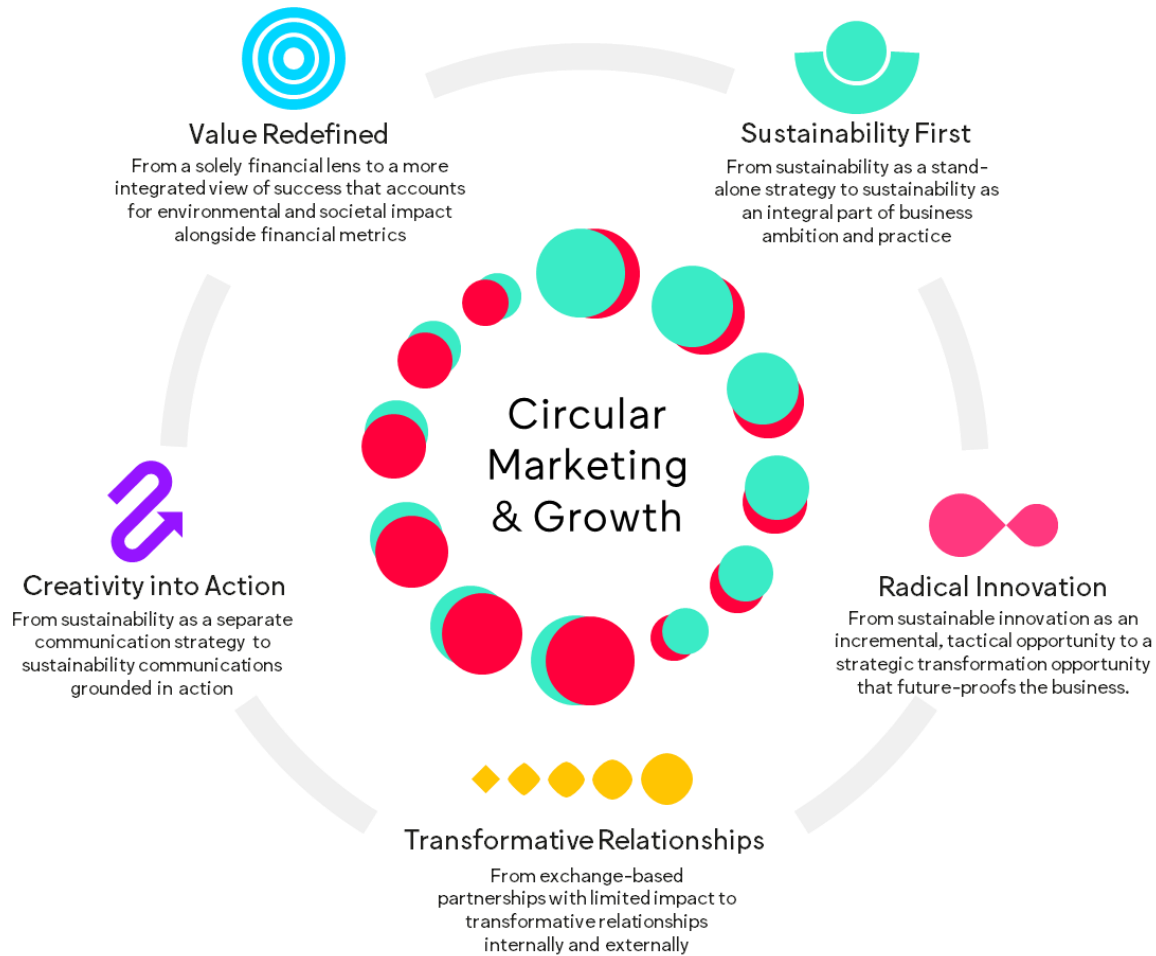 Value Redefined
From a solely financial lens to a more
integrated view of success that accounts
for environmental and societal impact
alongside financial metrics
Sustainability First
From sustainability as a stand-
alone strategy to sustainability as
an integral part of business
ambition and practice
Circular
Marketing
& Growth
Creativity into Action
From sustainability as a separate
communication strategy to
sustainability communications
grounded in action
Radical Innovation
From sustainable innovation as an
incremental, tactical opportunity to a
strategic transformation opportunity
that future-proofs the business.
Transformative Relationships
From exchange-based
partnerships with limited impact to
transformative relationships
internally and externally